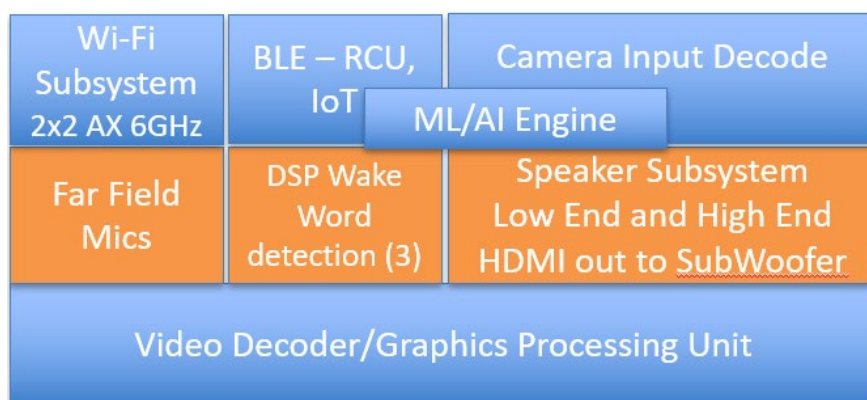 Wi-Fi
Subsystem
2x2 AX 6GHz
BLE – RCU,
IoT
Camera Input Decode
ML/AI Engine
Far Field
Mics
DSP Wake
Word
detection (3)
Speaker Subsystem
Low End and High End
HDMI out to SubWoofer
Video Decoder/Graphics Processing Unit